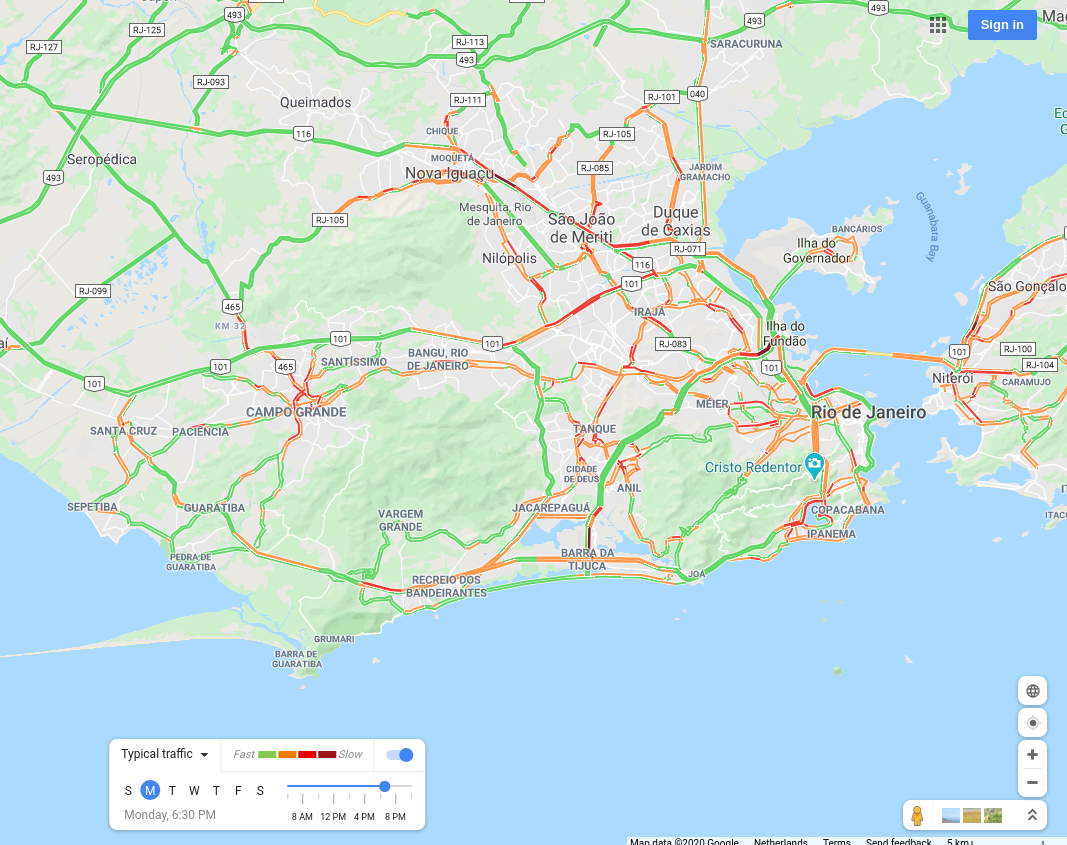 493
493
493
RJ-125
RJ-127
RJ-113
493
SARACURUNA
Sign in
RJ-093
040
Queimados
RJ-111
RJ-101
116
CHIQUE
RJ-105
Seropédica
MOQUETÁ
493
Nova Iguaçu
RJ-085
JARDIM
GRAMACHO
Guanabara Bay
RJ-105
Mesquita, Rio
de Janeiro
São João
de Meriti
Duque
de Caxias
BANCÁRIOS
Ilha do
Governador
RJ-071
Nilópolis
116
101
RJ-099
São Gonçalo
465
KM 32
IRAJÁ
Ilha do
Fundão
101
101
RJ-083
101
RJ-100
SANTÍSSIMO
BANGU, RIO
DE JANEIRO
101
465
101
RJ-104
Niterói
CARAMUJO
101
CAMPO GRANDE
MÉIER
Rio de Janeiro
SANTA CRUZ
PACIÊNCIA
TANQUE
Cristo Redentor
CIDADE
DE DEUS
ANIL
SEPETIBA
GUARATIBA
VARGEM
GRANDE
JACAREPAGUÁ
COPACABANA
IPANEMA
PEDRA DE
GUARATIBA
BARRA DA
TIJUCA
JOÁ
RECREIO DOS
BANDEIRANTES
GRUMARI
BARRA DE
GUARATIBA
Typical traffic
Fast
Slow
S M T W T F S
Monday, 6:30 PM
8 AM 12 PM 4 PM 8 PM
Map data ©2020 Google Netherlands Terms Send feedback 5 km